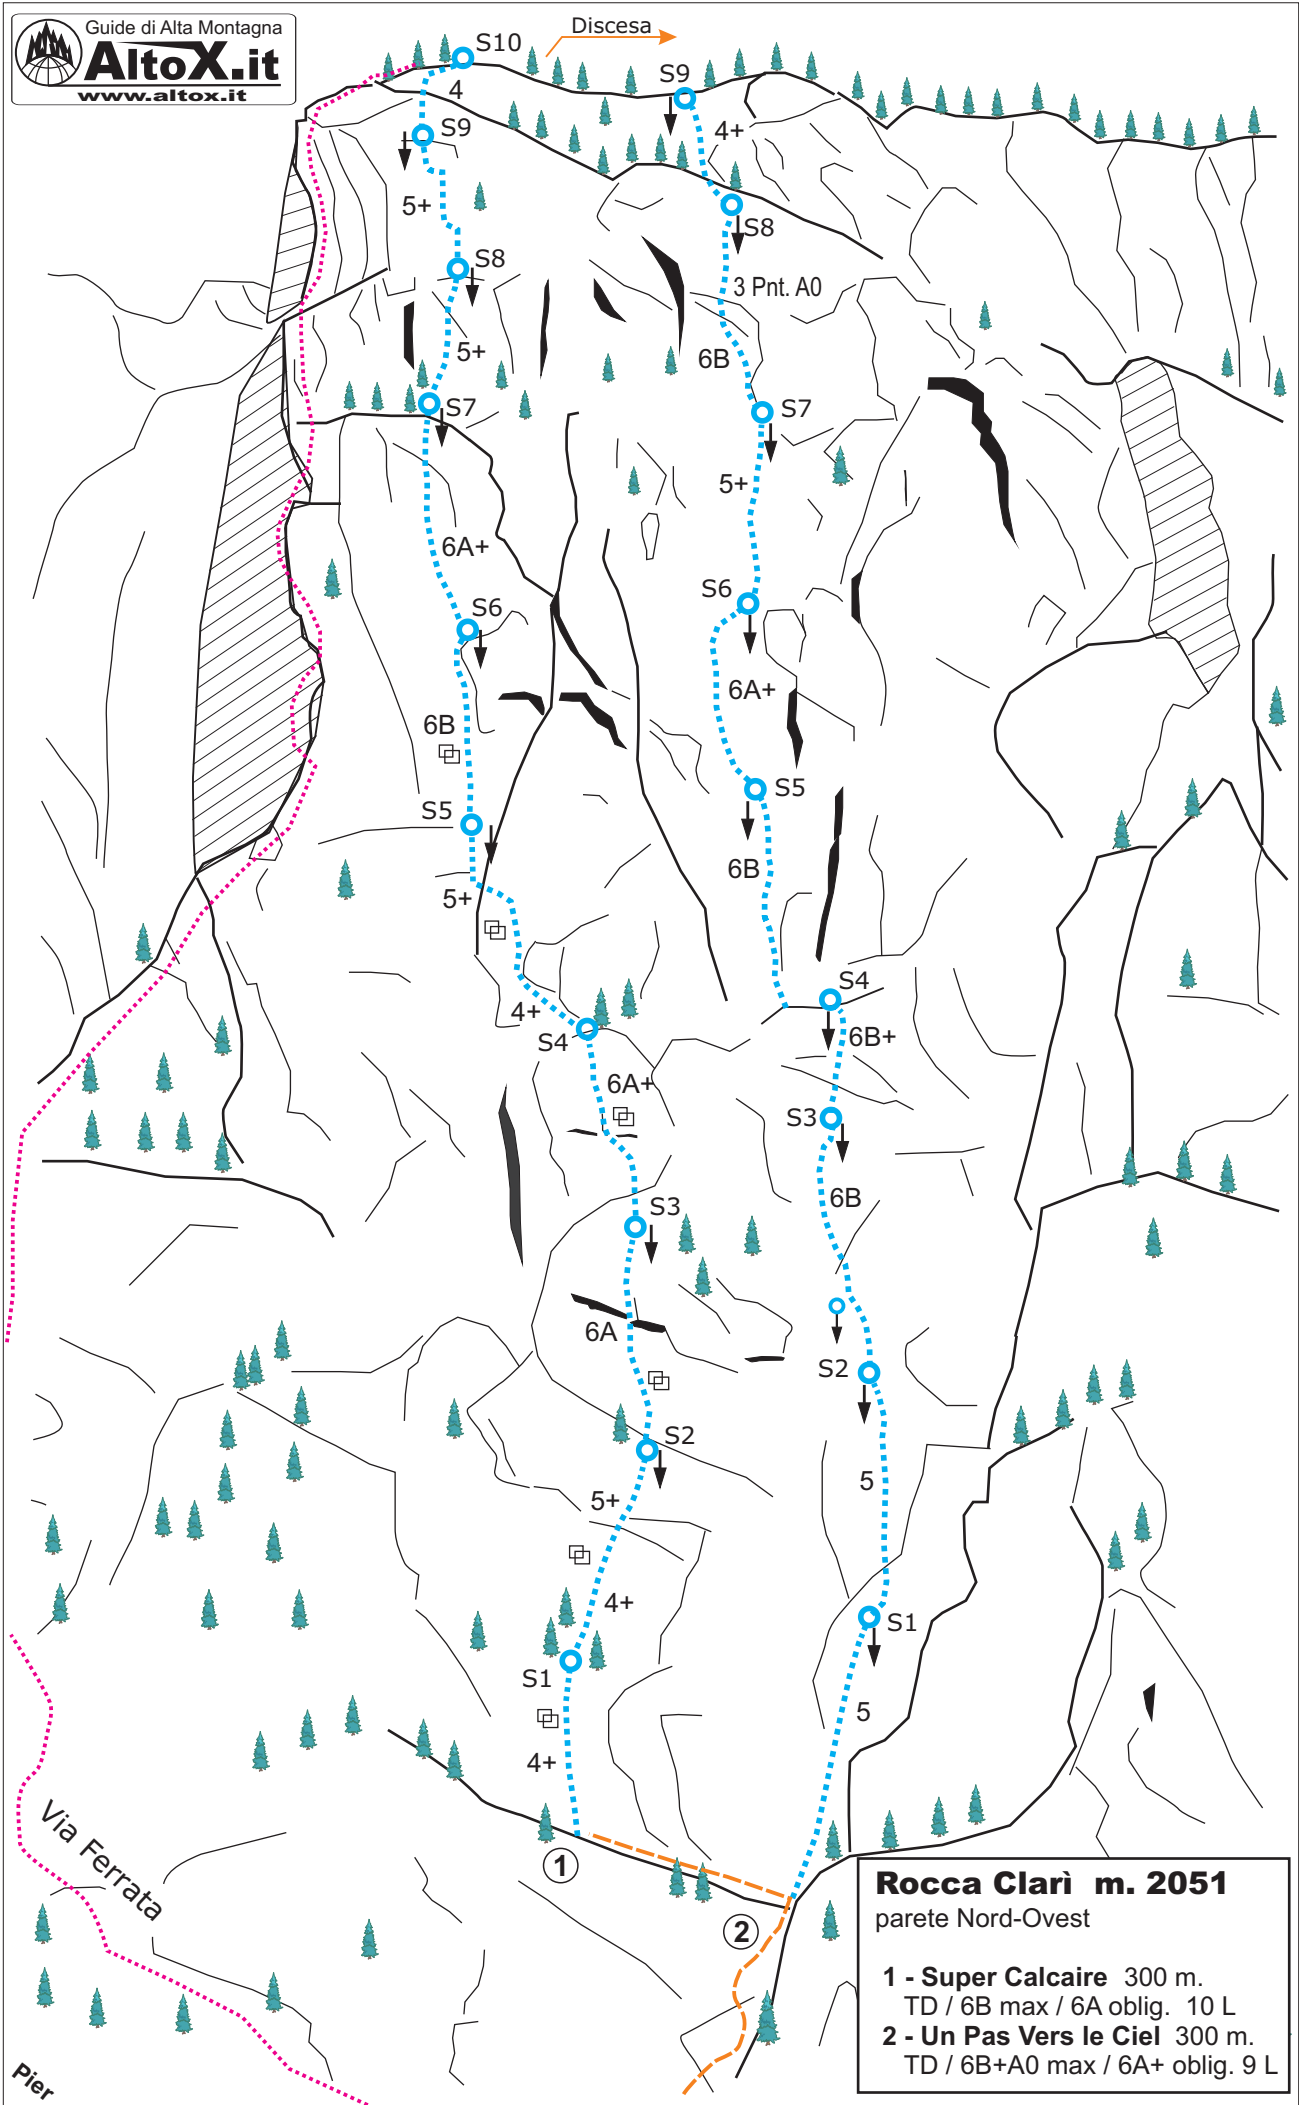 Guide di Alta Montagna
AltoX.it
www.altox.it
Discesa
S10
4
S9
S9
4+
5+
S8
S8
3 Pnt. A0
5+
6B
S7
S7
5+
6A+
S6
S6
6A+
6B
S5
S5
6B
5+
4+
S4
S4
6B+
6A+
S3
6B
S3
6A
S2
S2
5
5+
4+
S1
S1
5
4+
1
2
Via Ferrata
Pier
Rocca Clarì m. 2051
parete Nord-Ovest
1 - Super Calcaire 300 m.
TD / 6B max / 6A oblig. 10 L
2 - Un Pas Vers le Ciel 300 m.
TD / 6B+A0 max / 6A+ oblig. 9 L